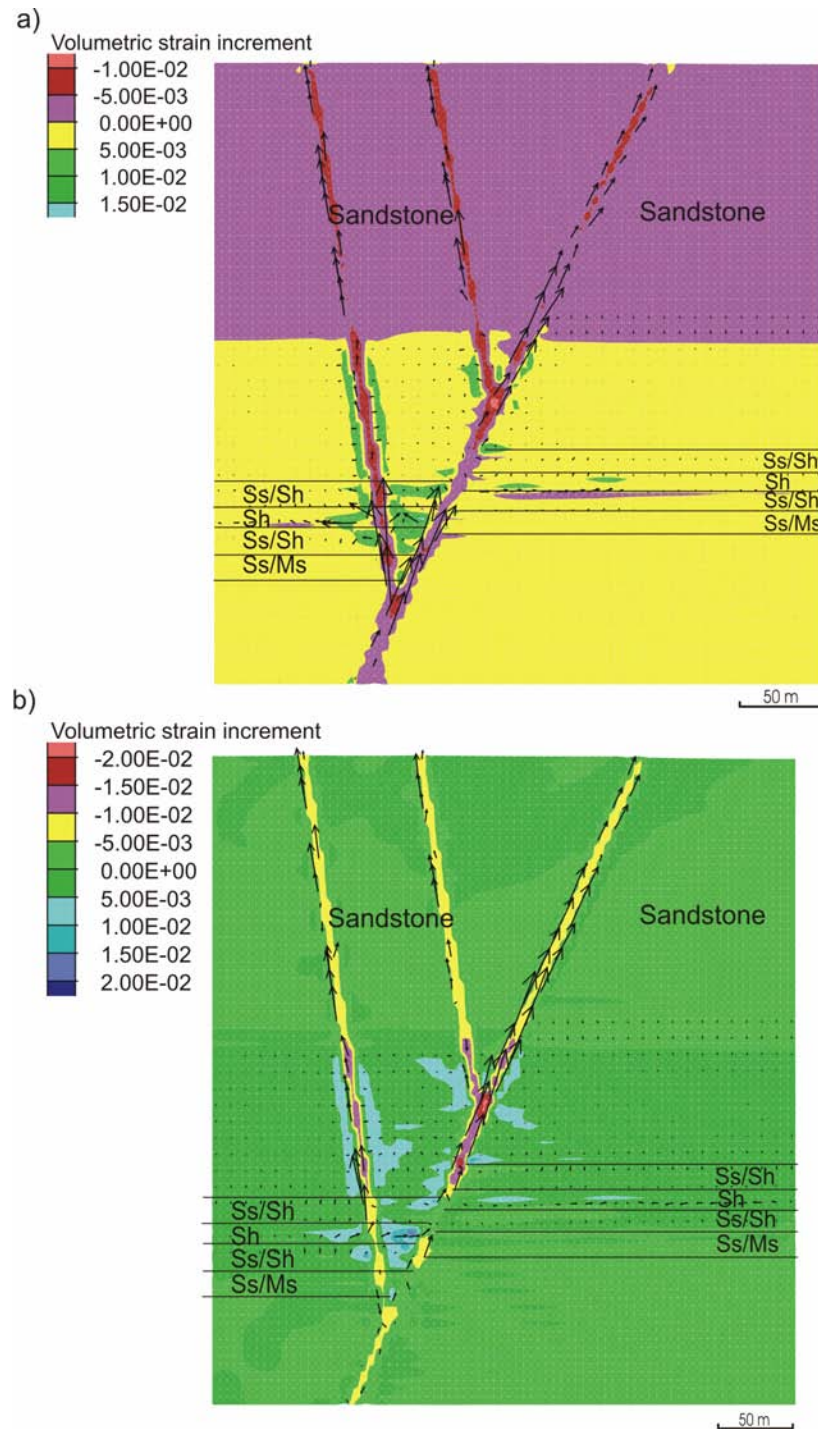 a)
Volumetric strain increment
-1.00E-02
-5.00E-03
0.00E+00
5.00E-03
1.00E-02
1.50E-02
Sandstone
Sandstone
Ss/Sh
Sh
Ss/Sh
Ss/Ms
Ss/Sh
Sh
Ss/Sh
Ss/Ms
50 m
b)
Volumetric strain increment
-2.00E-02
-1.50E-02
-1.00E-02
-5.00E-03
0.00E+00
5.00E-03
1.00E-02
1.50E-02
2.00E-02
Sandstone
Sandstone
Ss/Sh
Sh
Ss/Sh
Ss/Ms
Ss/Sh
Sh
Ss/Sh
Ss/Ms
50 m